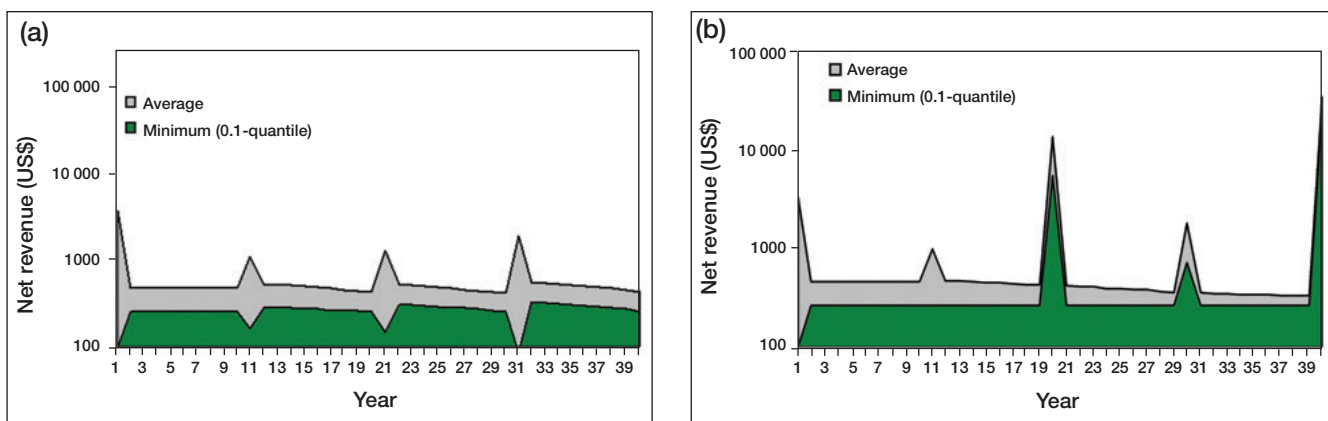 (a)
Net revenue (US$)
100 000
10 000
1000
100
Average
Minimum (0.1-quantile)
1 3 5 7 9 11 13 15 17 19 21 23 25 27 29 31 33 35 37 39
Year
(b)
Net revenue (US$)
100 000
10 000
1000
100
Average
Minimum (0.1-quantile)
1 3 5 7 9 11 13 15 17 19 21 23 25 27 29 31 33 35 37 39
Year